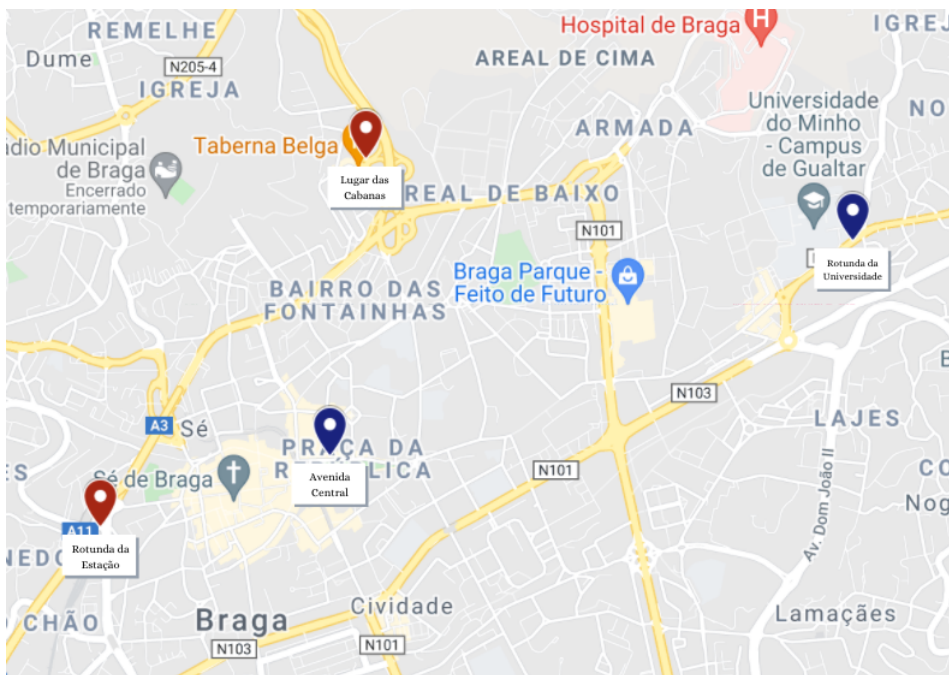 REMELHE
Dume
N205-4
IGREJA
Hospital de Braga
H
IGREJ
AREAL DE CIMA
NO
Universidade
do Minho
- Campus
de Gualtar
ARMADA
dio Municipal
de Braga
Encerrado
temporariamente
Taberna Belga
Lugar das
Cabanas
REAL DE BAIXO
N101
Rotunda da
Universidade
Braga Parque -
Feito de Futuro
BAIRRO DAS
FONTAINHAS
N103
LAJES
A3
Sé
PRAÇA DA
REPÚBLICA
Avenida
Central
Sé de Braga
N101
ES
CO
Nog
Av. Dom João II
A11
Rotunda da
Estação
NEDO
CHÃO
Braga
Cividade
N103
N101
Lamaçães